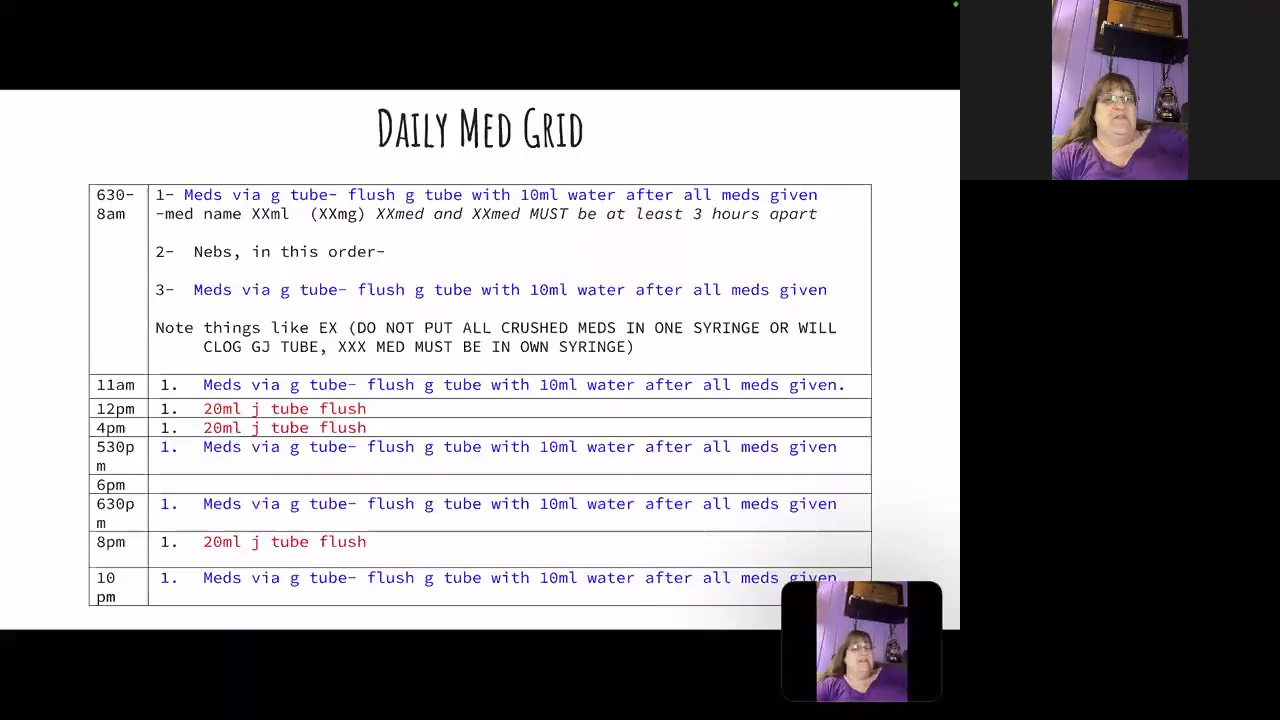 Daily Med Grid
630-
8am
1- Meds via g tube- flush g tube with 10ml water after all meds given
-med name XXml (XXmg) XXmed and XXmed MUST be at least 3 hours apart
2- Nebs, in this order-
3- Meds via g tube- flush g tube with 10ml water after all meds given
Note things like EX (DO NOT PUT ALL CRUSHED MEDS IN ONE SYRINGE OR WILL
CLOG GJ TUBE, XXX MED MUST BE IN OWN SYRINGE)
11am 1. Meds via g tube- flush g tube with 10ml water after all meds given.
12pm 1. 20ml j tube flush
4pm 1. 20ml j tube flush
530p 1. Meds via g tube- flush g tube with 10ml water after all meds given
m
6pm
630p 1. Meds via g tube- flush g tube with 10ml water after all meds given
m
8pm 1. 20ml j tube flush
10 1. Meds via g tube- flush g tube with 10ml water after all meds given
pm